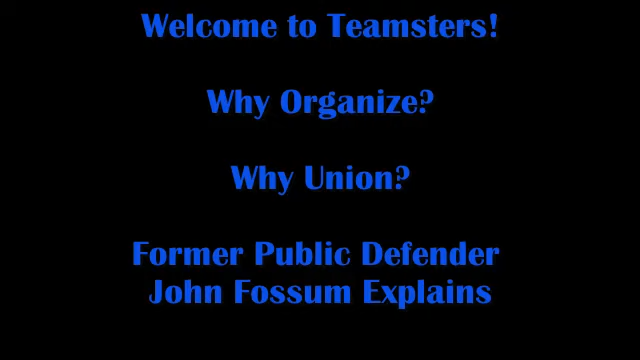 Welcome to Teamsters!
Why Organize?
Why Union?
Former Public Defender
John Fossum Explains